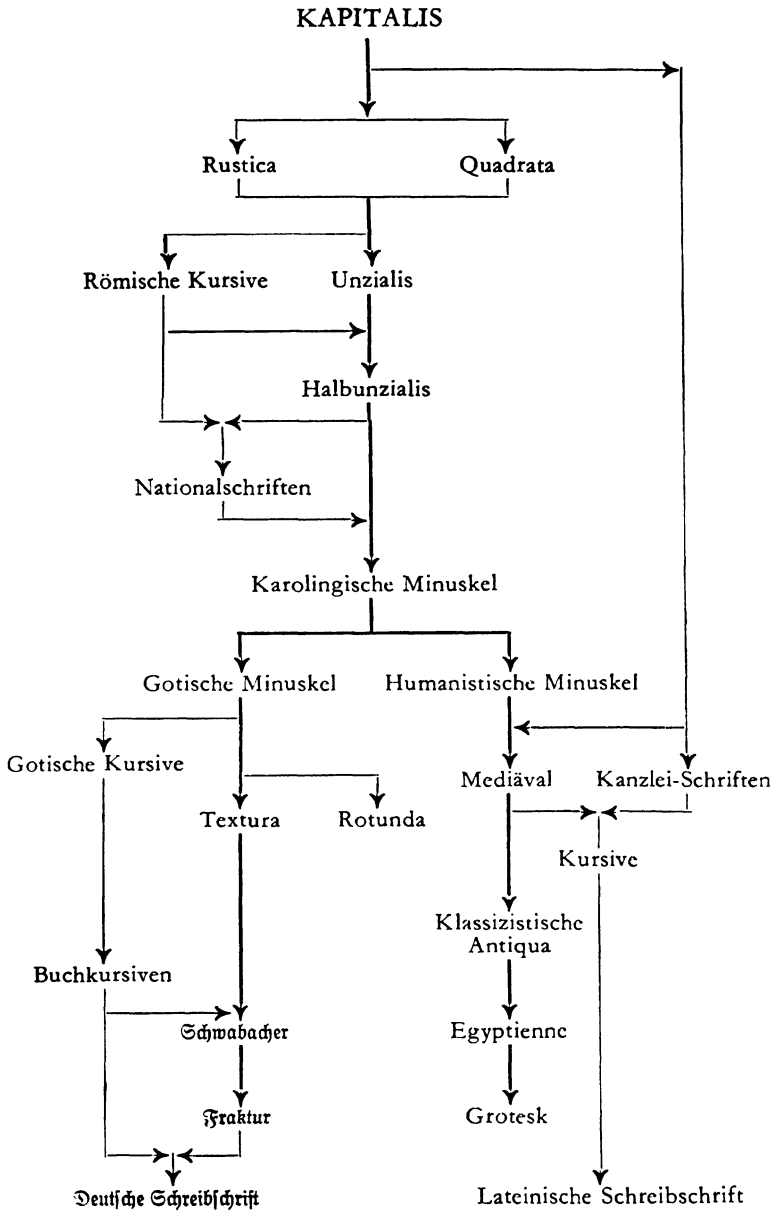 KAPITALIS
Rustica
Quadrata
Römische Kursive
Unzialis
Halbunzialis
Nationalschriften
Karolingische Minuskel
Gotische Minuskel
Humanistische Minuskel
Gotische Kursive
Mediäval
Kanzlei-Schriften
Textura
Rotunda
Kursive
Klassizistische
Antiqua
Buchkursiven
Schwabacher
Egyptienne
Fraktur
Grotesk
Deutſche Schreibſchrift
Lateinische Schreibschrift